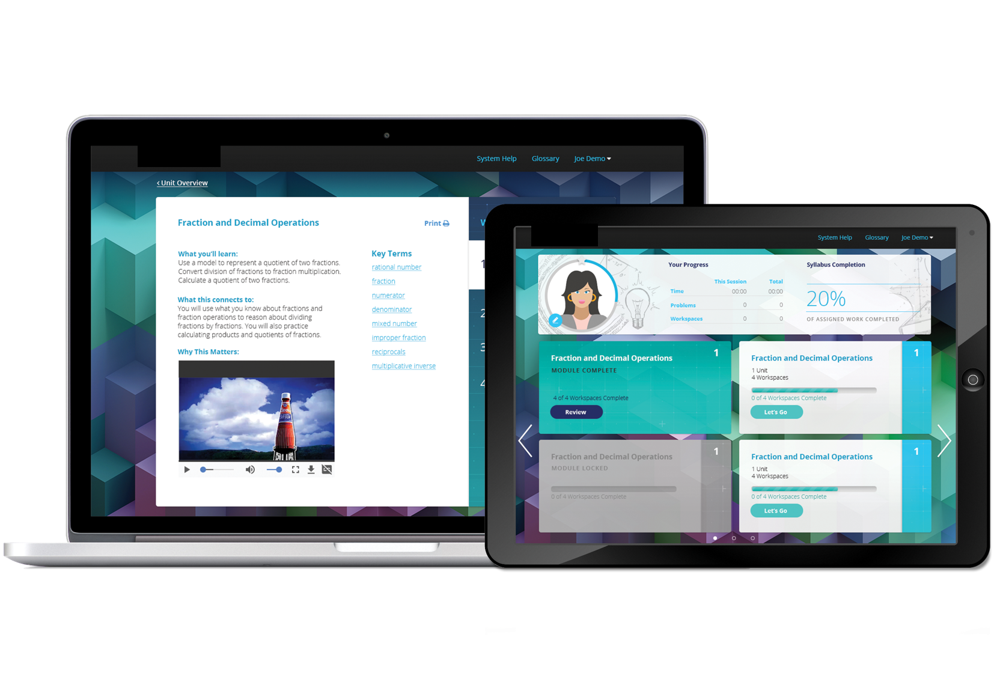 System Help
Glossary
Joe Demo
‹ Unit Overview
Fraction and Decimal Operations
Print
What you'll learn:
Use a model to represent a quotient of two fractions.
Convert division of fractions to fraction multiplication.
Calculate a quotient of two fractions.
What this connects to:
You will use what you know about fractions and
fraction operations to reason about dividing
fractions by fractions. You will also practice
calculating products and quotients of fractions.
Why This Matters:
Key Terms
rational number
fraction
numerator
denominator
mixed number
improper fraction
reciprocals
multiplicative inverse
W
1
2
3
4
System Help
Glossary
Joe Demo
Your Progress
This Session
Total
Time
00:00
00:00
Problems
0
0
Workspaces
0
0
Syllabus Completion
20%
OF ASSIGNED WORK COMPLETED
Fraction and Decimal Operations
1
MODULE COMPLETE
4 of 4 Workspaces Complete
Review
Fraction and Decimal Operations
1
1 Unit
4 Workspaces
0 of 4 Workspaces Complete
Let's Go
Fraction and Decimal Operations
1
MODULE LOCKED
0 of 4 Workspaces Complete
Fraction and Decimal Operations
1
1 Unit
4 Workspaces
0 of 4 Workspaces Complete
Let's Go